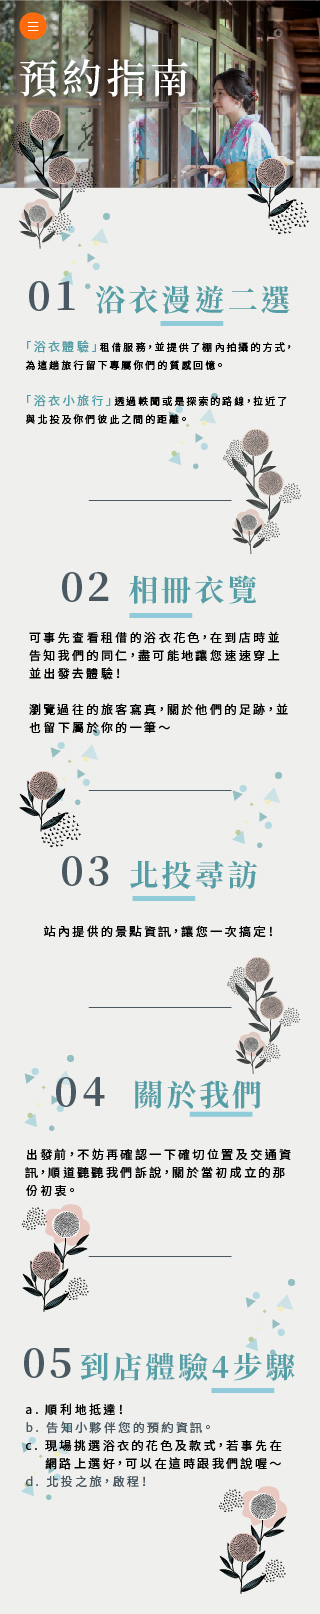 預約指南
01 浴衣漫遊二選
「浴衣體驗」租借服務，並提供了棚內拍攝的方式，
為這趟旅行留下專屬你們的質感回憶。
「浴衣小旅行」透過軼聞或是探索的路線，拉近了
與北投及你們彼此之間的距離。
02 相冊衣覽
可事先查看租借的浴衣花色，在到店時並
告知我們的同仁，盡可能地讓您速速穿上
並出發去體驗！
瀏覽過往的旅客寫真，關於他們的足跡，並
也留下屬於你的一筆～
03 北投尋訪
站內提供的景點資訊，讓您一次搞定！
04 關於我們
出發前，不妨再確認一下確切位置及交通資
訊，順道聽聽我們訴說，關於當初成立的那
份初衷。
05 到店體驗4步驟
a. 順利地抵達！
b. 告知小夥伴您的預約資訊。
c. 現場挑選浴衣的花色及款式，若事先在
網路上選好，可以在這時跟我們說喔～
d. 北投之旅，啟程！